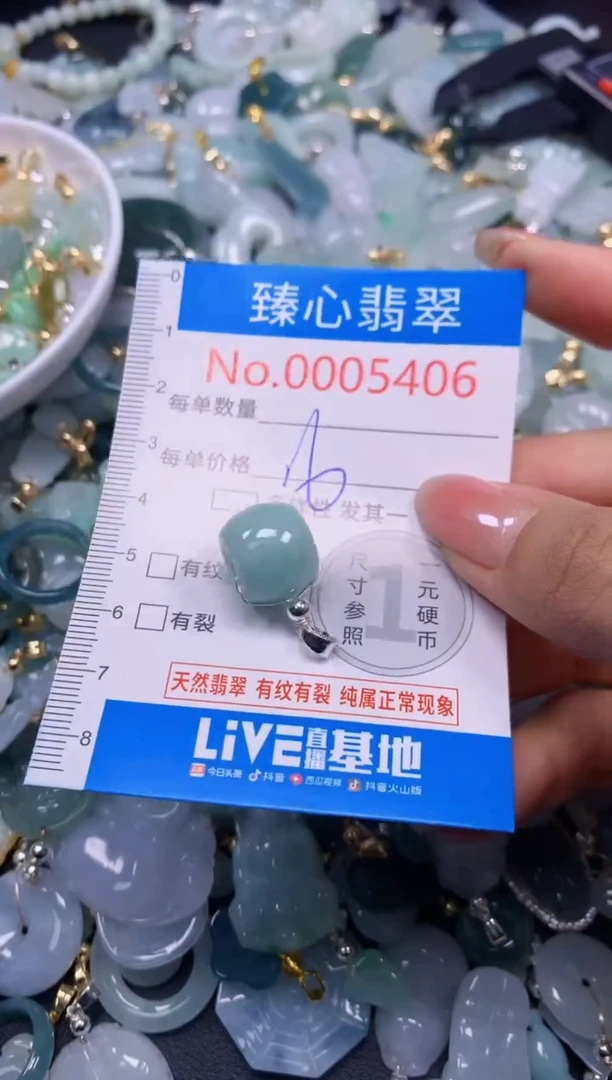 臻心翡翠
No.0005406
每单数量
每单价格
发其一
有纹
有裂
尺寸参照
1
一元硬币
天然翡翠 有纹有裂 纯属正常现象
LiVE直播基地
今日头条 抖音 西瓜视频 抖音火山版
0
1
2
3
4
5
6
7
8